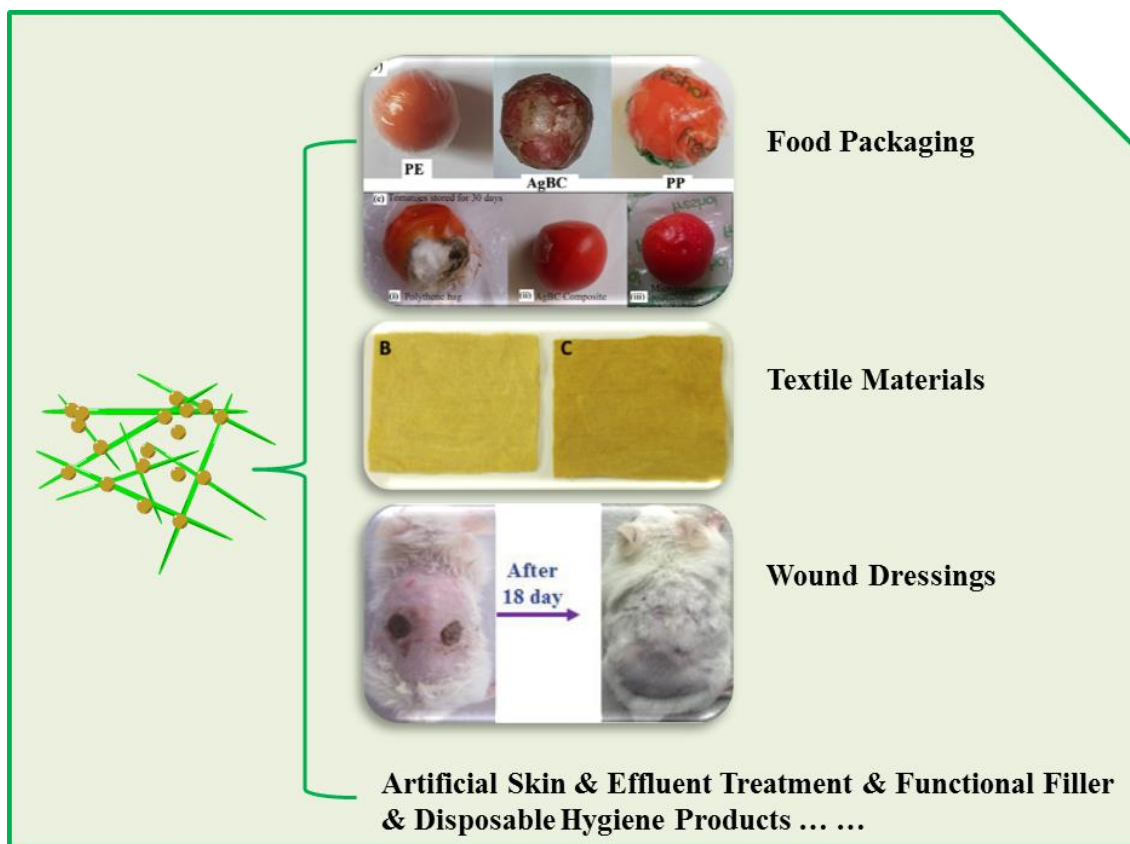 Food Packaging
PE
AgBC
PP
(c) Tomatoes stored for 30 days
(i) Polythene bag
(ii) AgBC Composite
(iii)
Textile Materials
B
C
Wound Dressings
After
18 day
Artificial Skin & Effluent Treatment & Functional Filler
& Disposable Hygiene Products … …